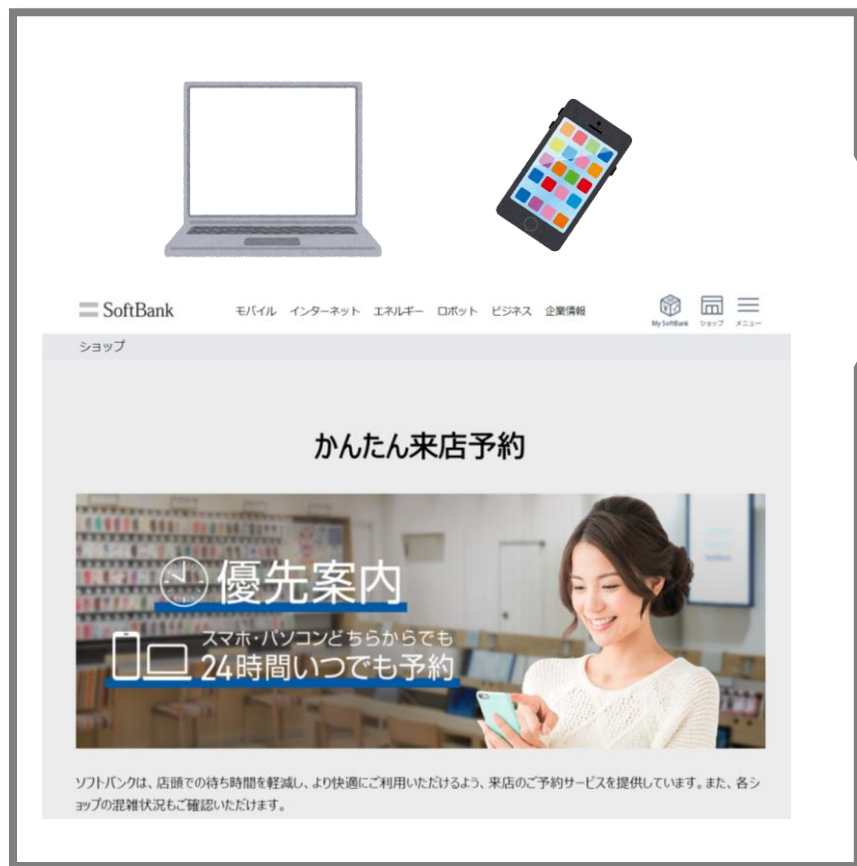 SoftBank
モバイル インターネット エネルギー ロボット ビジネス 企業情報
My SoftBank ショップ メニュー
ショップ
かんたん来店予約
優先案内
スマホ・パソコンどちらからでも
24時間いつでも予約
ソフトバンクは、店頭での待ち時間を軽減し、より快適にご利用いただけるよう、来店のご予約サービスを提供しています。また、各シ
ョップの混雑状況もご確認いただけます。